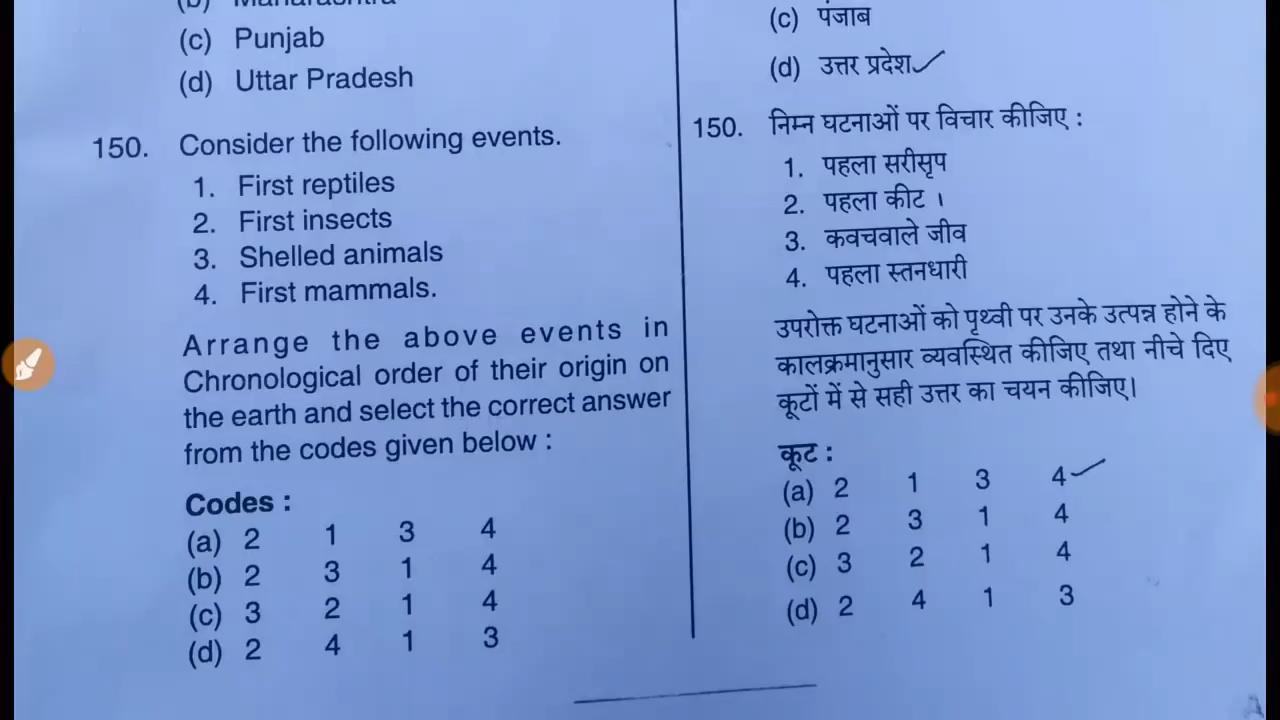 (b) Maharashtra
(c) Punjab
(d) Uttar Pradesh
150. Consider the following events.
1. First reptiles
2. First insects
3. Shelled animals
4. First mammals.
Arrange the above events in
Chronological order of their origin on
the earth and select the correct answer
from the codes given below :
Codes :
(a) 2 1 3 4
(b) 2 3 1 4
(c) 3 2 1 4
(d) 2 4 1 3
(c) पंजाब
(d) उत्तर प्रदेश
150. निम्न घटनाओं पर विचार कीजिए :
1. पहला सरीसृप
2. पहला कीट ।
3. कवचवाले जीव
4. पहला स्तनधारी
उपरोक्त घटनाओं को पृथ्वी पर उनके उत्पन्न होने के
कालक्रमानुसार व्यवस्थित कीजिए तथा नीचे दिए
कूटों में से सही उत्तर का चयन कीजिए।
कूट :
(a) 2 1 3 4
(b) 2 3 1 4
(c) 3 2 1 4
(d) 2 4 1 3
A